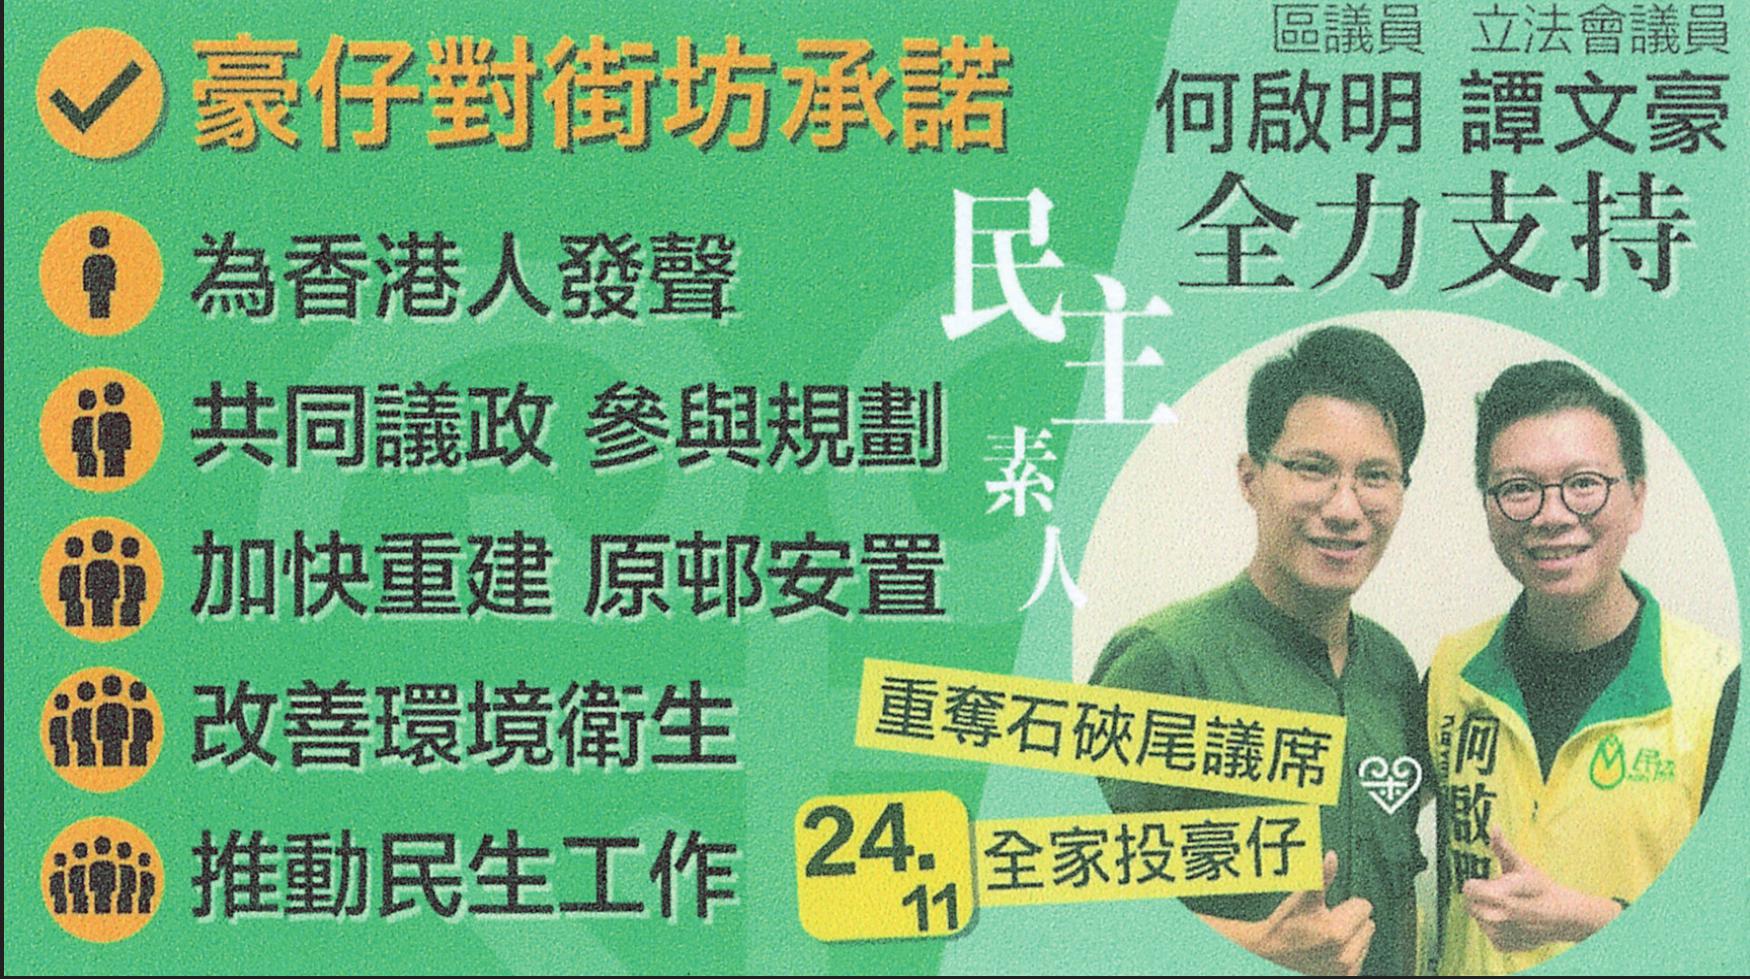 豪仔對街坊承諾
為香港人發聲
共同議政 參與規劃
加快重建 原邨安置
改善環境衛生
推動民生工作
民主
素人
區議員 立法會議員
何啟明 譚文豪
全力支持
重奪石硤尾議席
24.11
全家投豪仔
何啟明
民協